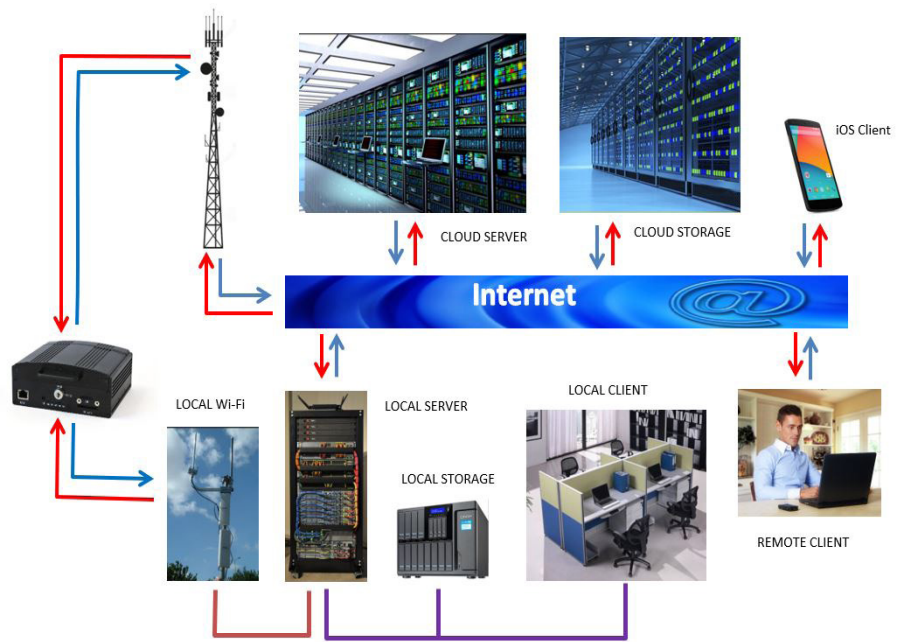 iOS Client
CLOUD SERVER
CLOUD STORAGE
Internet
LOCAL Wi-Fi
LOCAL SERVER
LOCAL CLIENT
LOCAL STORAGE
REMOTE CLIENT